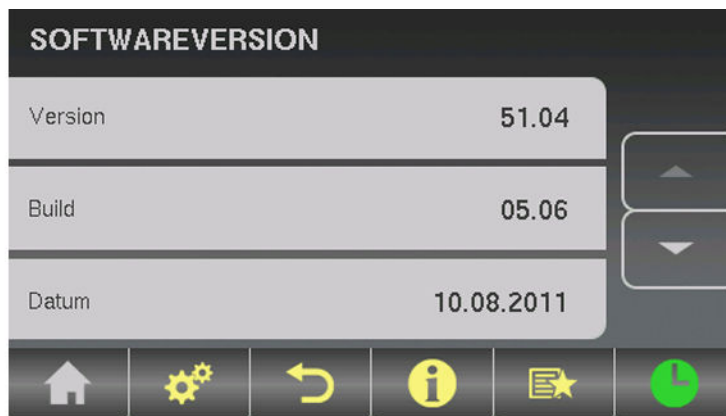 SOFTWAREVERSION
Version 51.04
Build 05.06
Datum 10.08.2011